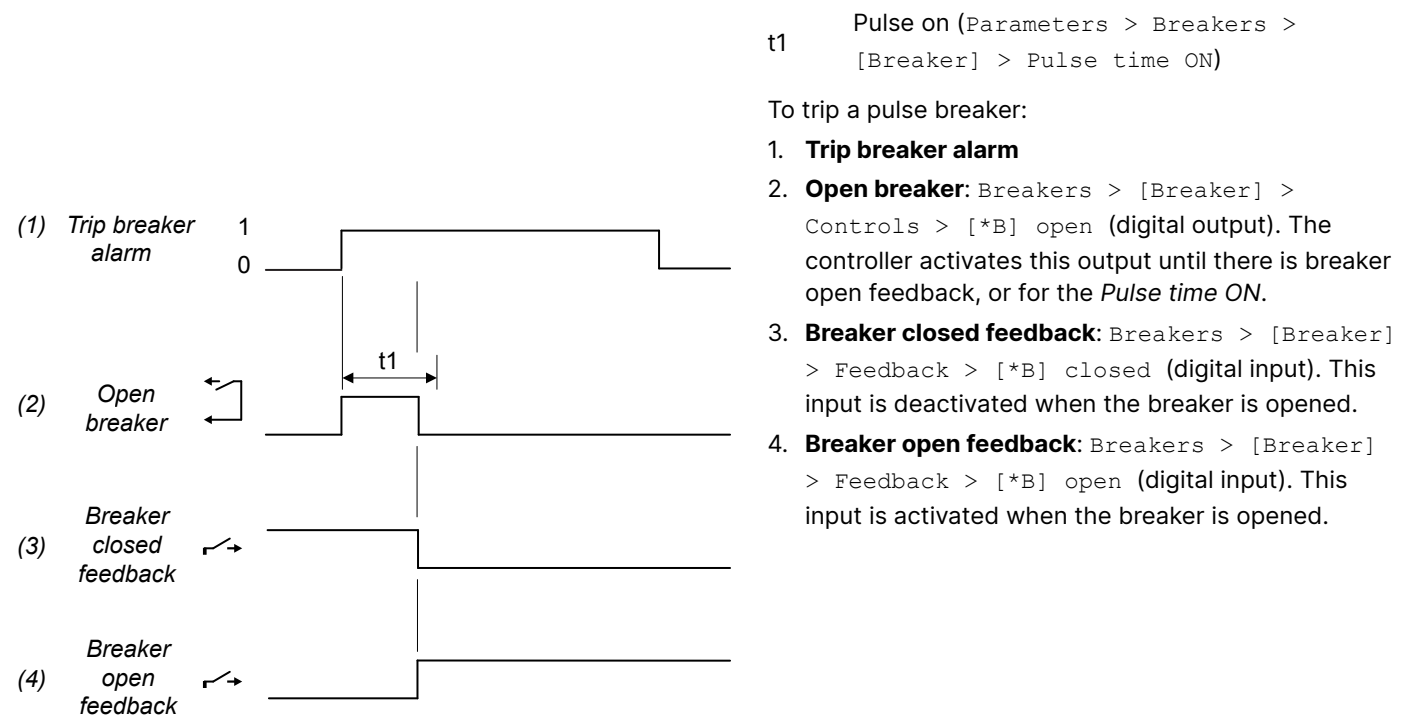 (1) Trip breaker
alarm
1
0
t1
(2) Open
breaker
Breaker
(3) closed
feedback
Breaker
(4) open
feedback
t1
Pulse on (Parameters > Breakers >
[Breaker] > Pulse time ON)
To trip a pulse breaker:
1. Trip breaker alarm
2. Open breaker: Breakers > [Breaker] >
Controls > [*B] open (digital output). The
controller activates this output until there is breaker
open feedback, or for the Pulse time ON.
3. Breaker closed feedback: Breakers > [Breaker]
> Feedback > [*B] closed (digital input). This
input is deactivated when the breaker is opened.
4. Breaker open feedback: Breakers > [Breaker]
> Feedback > [*B] open (digital input). This
input is activated when the breaker is opened.